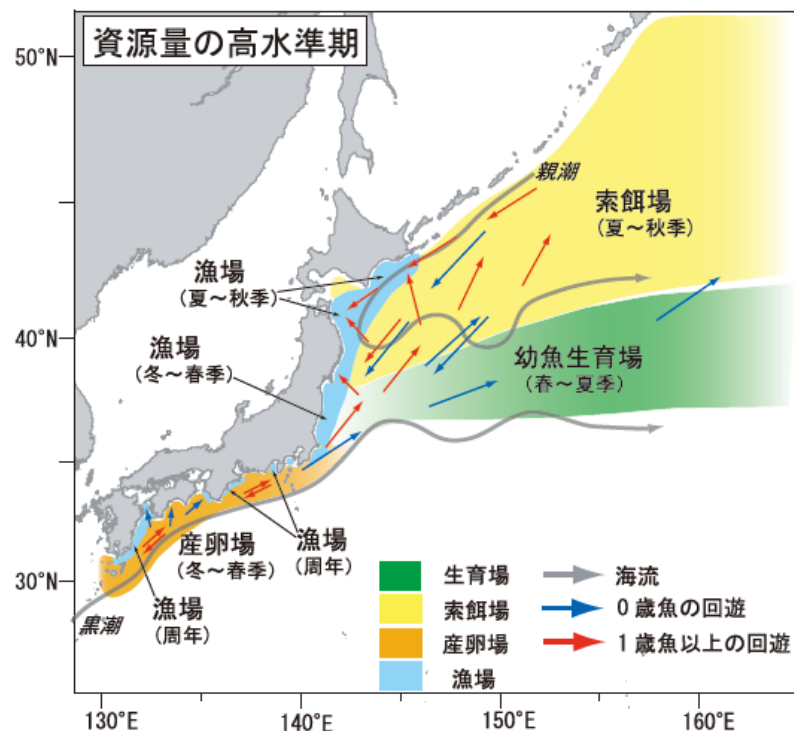 資源量の高水準期
50°N
親潮
索餌場
(夏〜秋季)
漁場
(夏〜秋季)
40°N
漁場
(冬〜春季)
幼魚生育場
(春〜夏季)
産卵場
(冬〜春季)
漁場
(周年)
30°N
漁場
(周年)
黒潮
生育場
海流
索餌場
0歳魚の回遊
産卵場
1歳魚以上の回遊
漁場
130°E
140°E
150°E
160°E